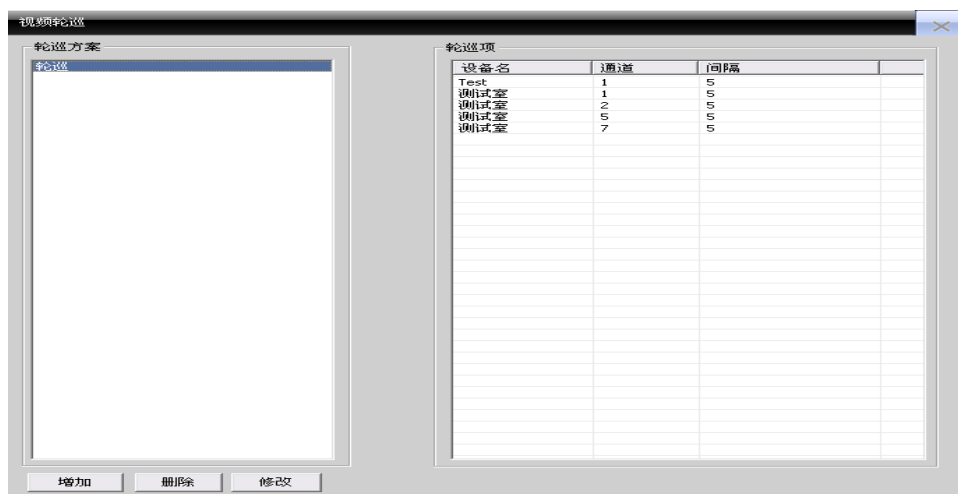 视频轮巡
轮巡方案
轮巡
轮巡项
设备名 通道 间隔
Test 1 5
测试室 1 5
测试室 2 5
测试室 5 5
测试室 7 5
增加 删除 修改